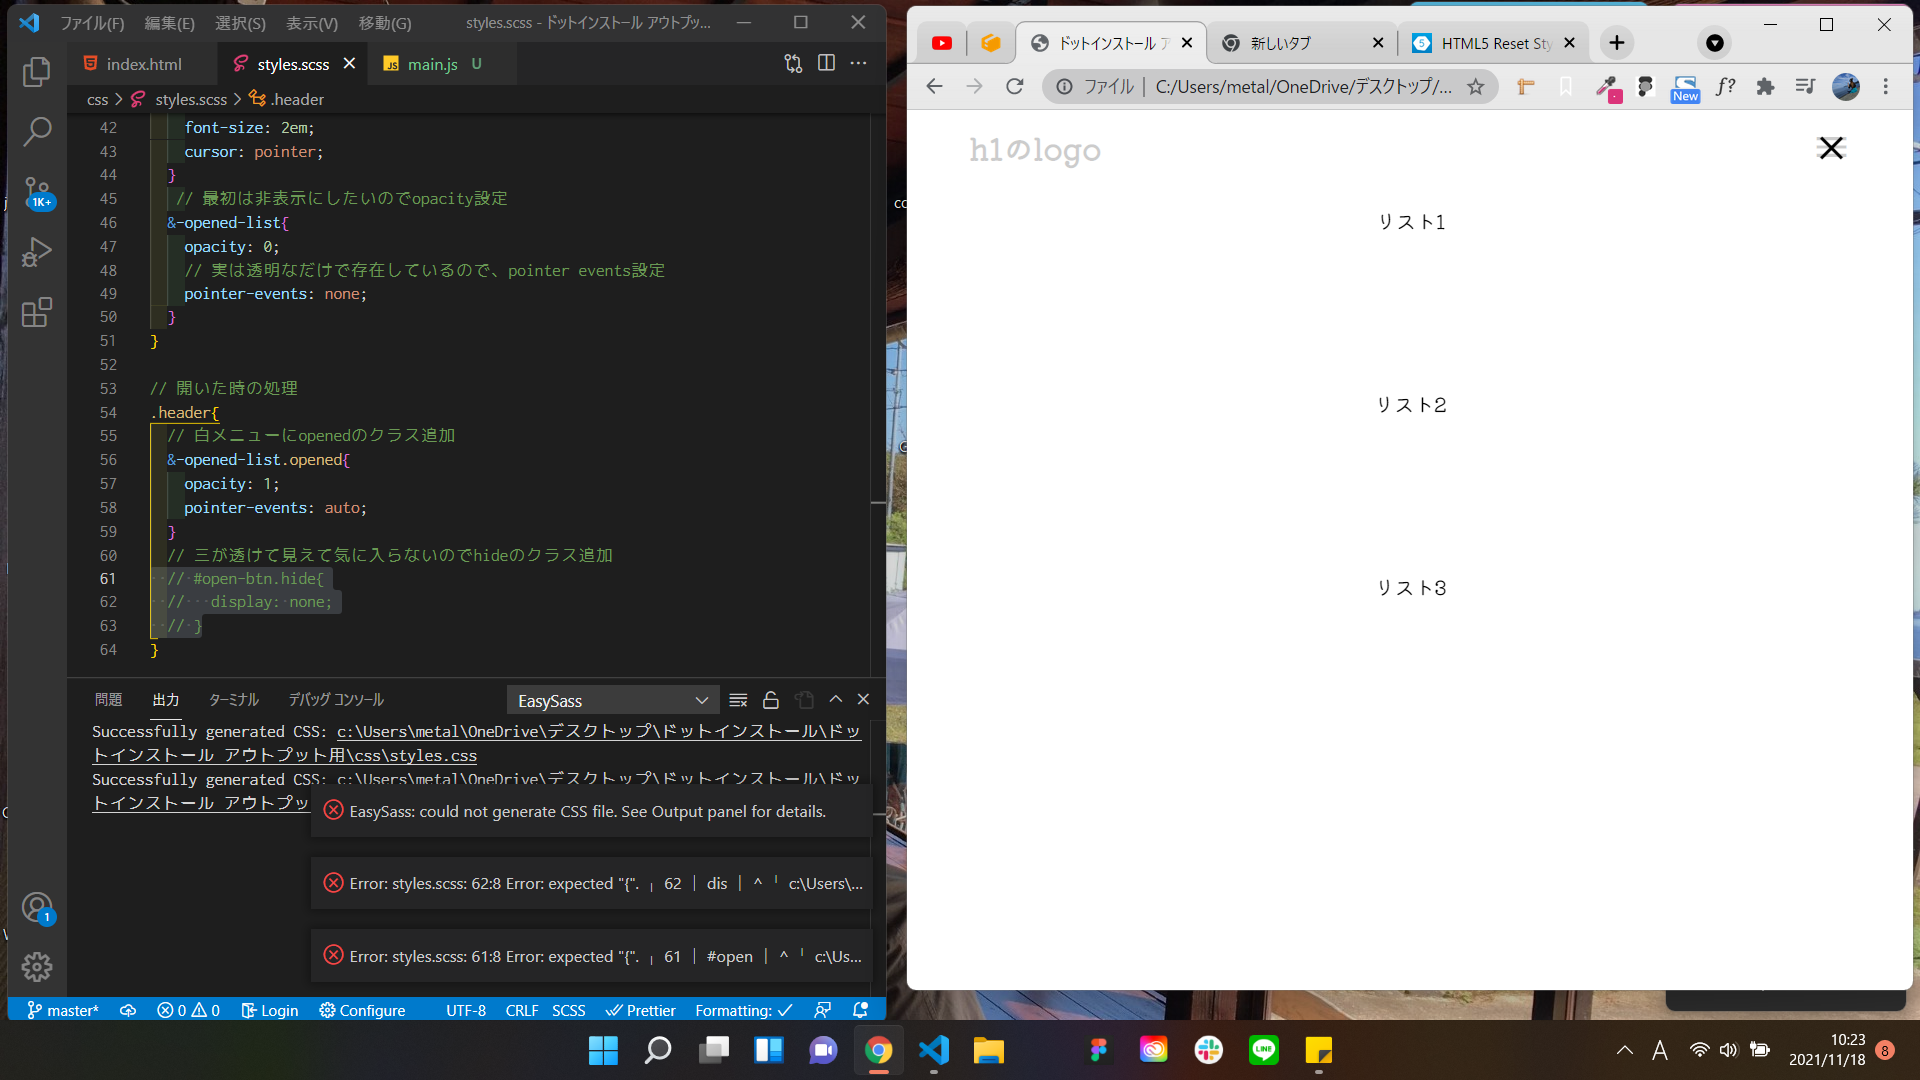 ファイル(F) 編集(E) 選択(S) 表示(V) 移動(G) styles.scss - ドットインストール アウトプッ...
index.html styles.scss main.js U
css > styles.scss > .header
42 font-size: 2em;
43 cursor: pointer;
44 }
45 // 最初は非表示にしたいのでopacity設定
46 &-opened-list{
47 opacity: 0;
48 // 実は透明なだけで存在しているので、pointer events設定
49 pointer-events: none;
50 }
51 }
52
53 // 開いた時の処理
54 .header{
55 // 白メニューにopenedのクラス追加
56 &-opened-list.opened{
57 opacity: 1;
58 pointer-events: auto;
59 }
60 // 三が透けて見えて気に入らないのでhideのクラス追加
61 // #open-btn.hide{
62 // display: none;
63 // }
64 }
1K+
問題 出力 ターミナル デバッグ コンソール EasySass
Successfully generated CSS: c:\Users\metal\OneDrive\デスクトップ\ドットインストール\ドッ
トインストール アウトプット用\css\styles.css
Successfully generated CSS: c:\Users\metal\OneDrive\デスクトップ\ドットインストール\ドッ
トインストール アウトプッ
EasySass: could not generate CSS file. See Output panel for details.
Error: styles.scss: 62:8 Error: expected "{". ╷ 62 │ dis │ ^ ╵ c:\Users\...
Error: styles.scss: 61:8 Error: expected "{". ╷ 61 │ #open │ ^ ╵ c:\Us...
1
master* 0 0 Login Configure UTF-8 CRLF SCSS Prettier Formatting: ✓
ドットインストール ア 新しいタブ HTML5 Reset Sty
ファイル | C:/Users/metal/OneDrive/デスクトップ/...
New f?
h1のlogo
リスト1
リスト2
リスト3
LINE
A 10:23
2021/11/18 8